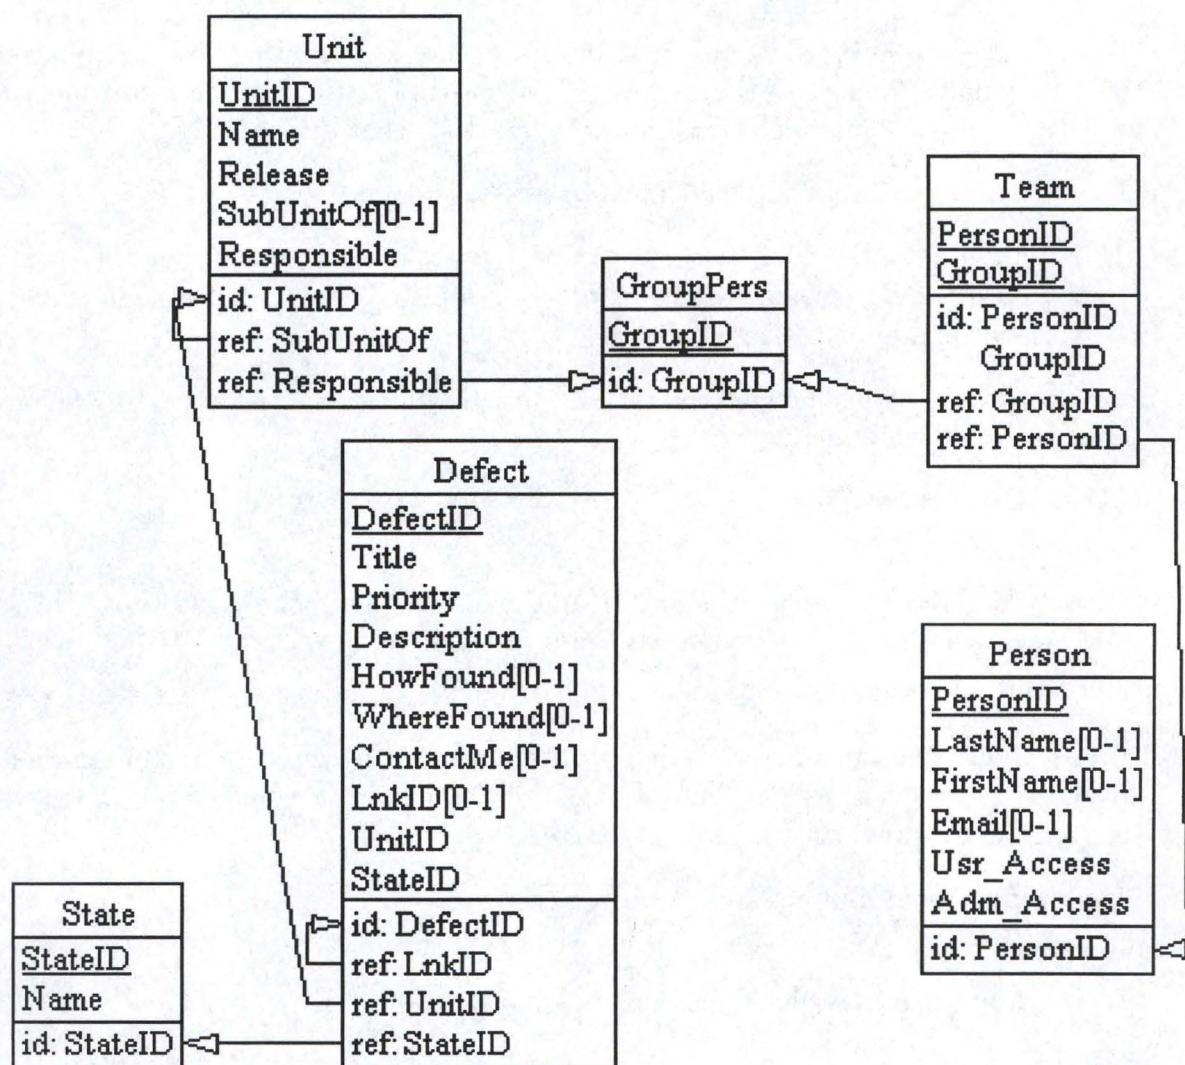 Unit
UnitID
Name
Release
SubUnitOf[0-1]
Responsible
id: UnitID
ref: SubUnitOf
ref: Responsible
GroupPers
GroupID
id: GroupID
Team
PersonID
GroupID
id: PersonID
GroupID
ref: GroupID
ref: PersonID
Defect
DefectID
Title
Priority
Description
HowFound[0-1]
WhereFound[0-1]
ContactMe[0-1]
LnkID[0-1]
UnitID
StateID
id: DefectID
ref: LnkID
ref: UnitID
ref: StateID
Person
PersonID
LastName[0-1]
FirstName[0-1]
Email[0-1]
Usr_Access
Adm_Access
id: PersonID
State
StateID
Name
id: StateID